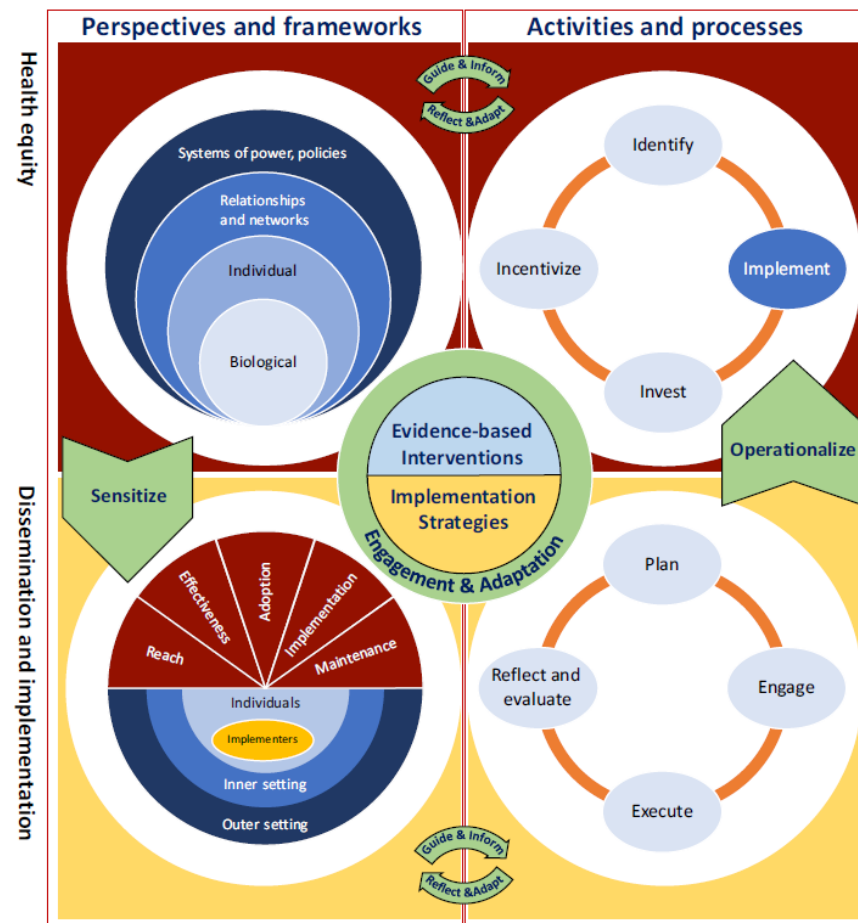 Perspectives and frameworks
Activities and processes
Health equity
Guide & Inform
Reflect &Adapt
Systems of power, policies
Relationships
and networks
Individual
Biological
Identify
Implement
Invest
Incentivize
Evidence-based
Interventions
Implementation
Strategies
Engagement & Adaptation
Sensitize
Operationalize
Dissemination and implementation
Reach
Effectiveness
Adoption
Implementation
Maintenance
Individuals
Implementers
Inner setting
Outer setting
Plan
Engage
Execute
Reflect and
evaluate
Guide & Inform
Reflect &Adapt